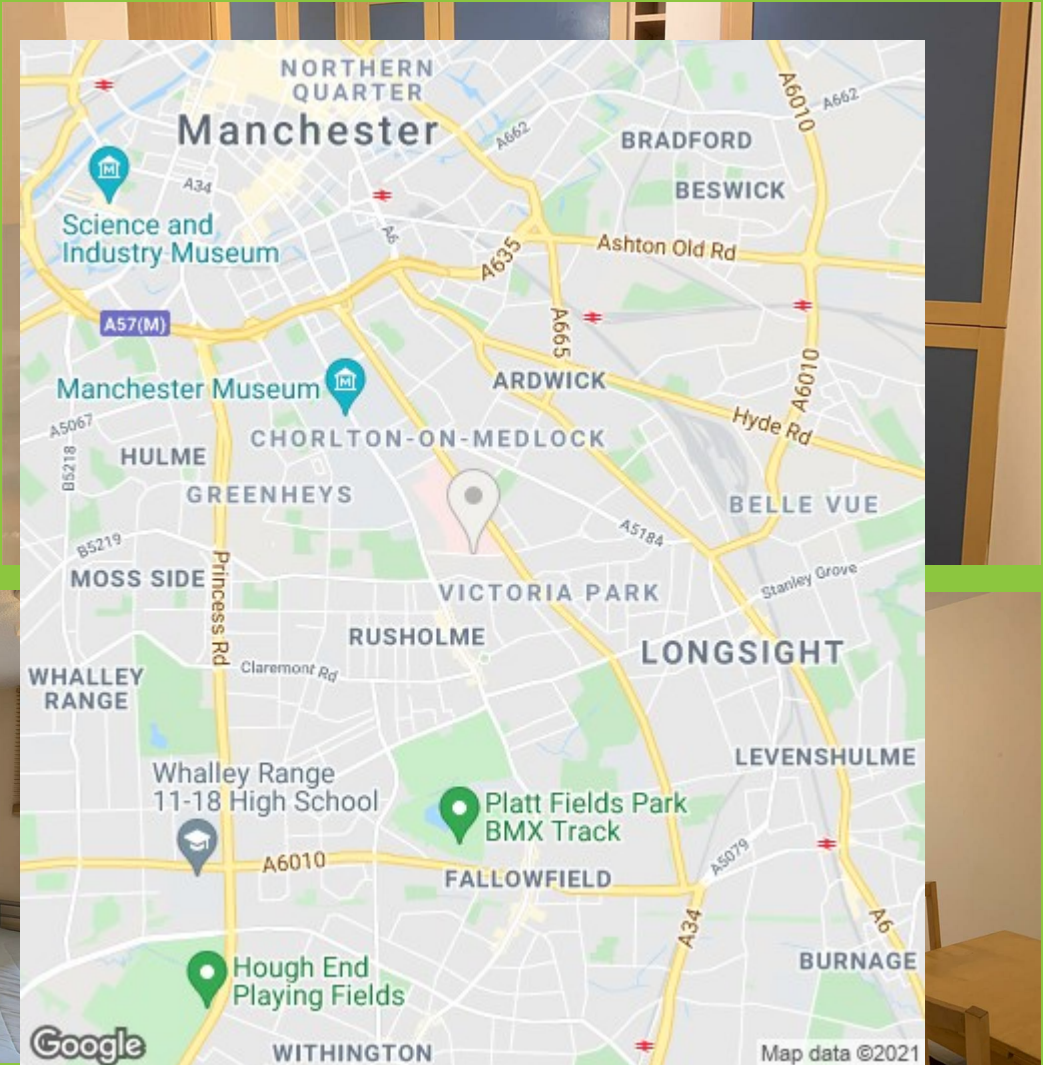 NORTHERN
QUARTER
Manchester
A6010
A662
A662
BRADFORD
BESWICK
A34
A6
Science and
Industry Museum
A635
Ashton Old Rd
A57(M)
A665
Manchester Museum
ARDWICK
A6010
A5067
B5218
HULME
CHORLTON-ON-MEDLOCK
Hyde Rd
GREENHEYS
BELLE VUE
A5184
B5219
MOSS SIDE
Princess Rd
VICTORIA PARK
Stanley Grove
RUSHOLME
LONGSIGHT
Claremont Rd
WHALLEY
RANGE
LEVENSHULME
Whalley Range
11-18 High School
Platt Fields Park
BMX Track
A6010
A5079
FALLOWFIELD
A34
A6
BURNAGE
Hough End
Playing Fields
Google
WITHINGTON
Map data ©2021